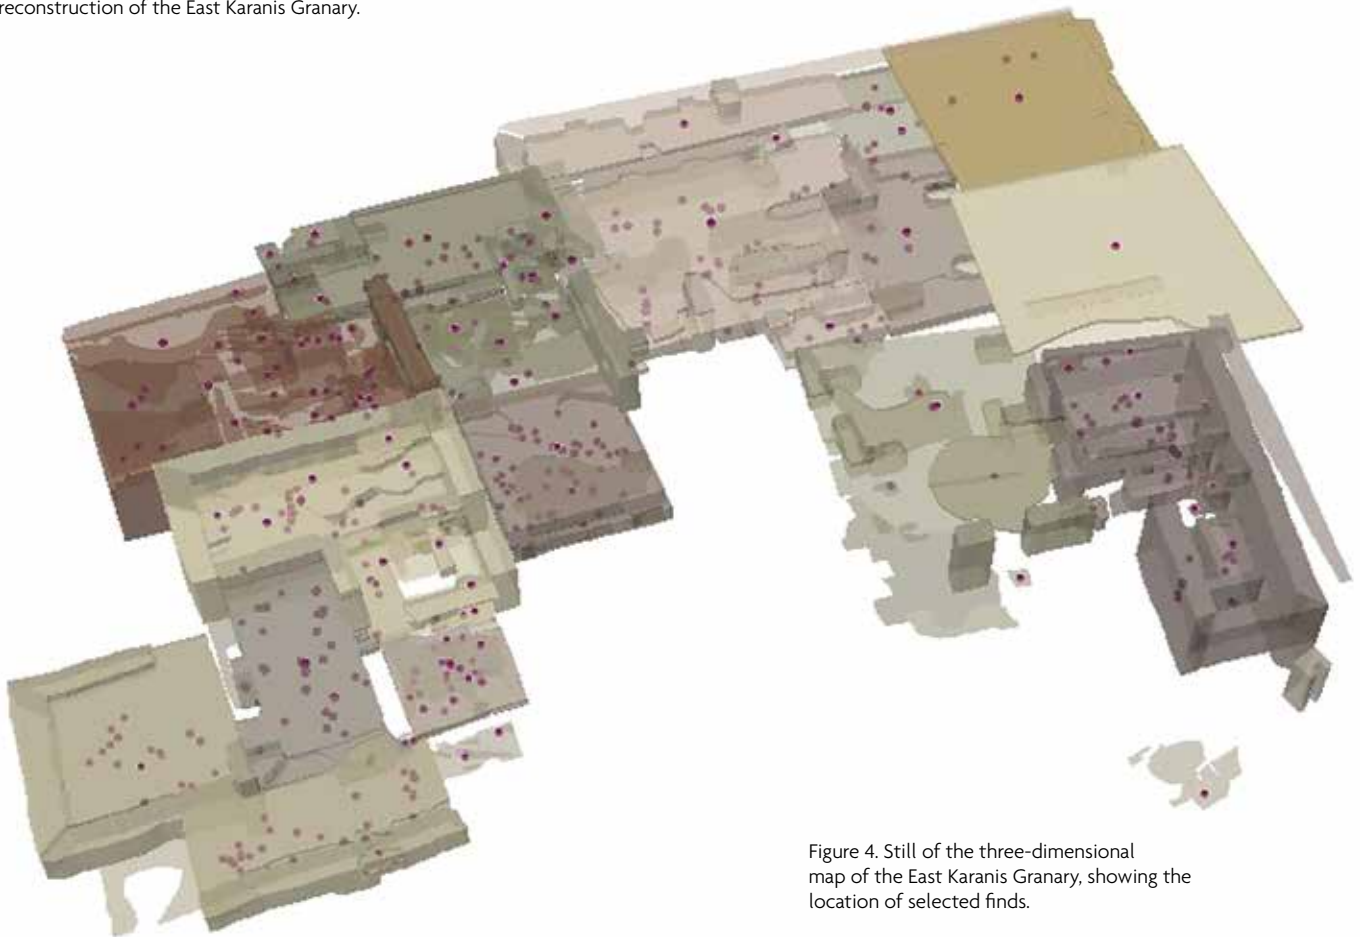 reconstruction of the East Karanis Granary.
Figure 4. Still of the three-dimensional
map of the East Karanis Granary, showing the
location of selected finds.